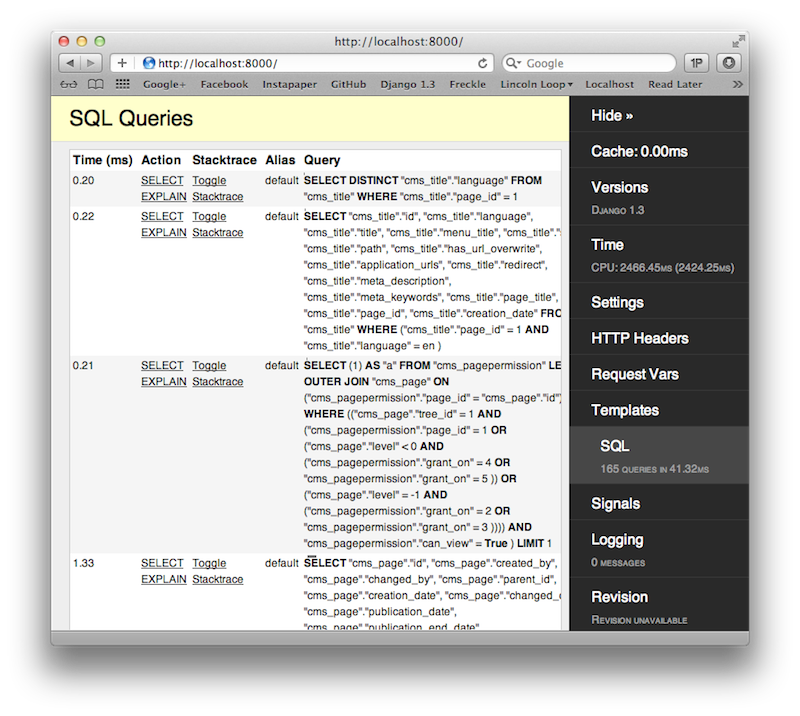 http://localhost:8000/
http://localhost:8000/
Google
1P
Google+ Facebook Instapaper GitHub Django 1.3 Freckle Lincoln Loop▾ Localhost Read Later »
SQL Queries
Time (ms) Action Stacktrace Alias Query
0.20 SELECT Toggle default SELECT DISTINCT "cms_title"."language" FROM
EXPLAIN Stacktrace "cms_title" WHERE "cms_title"."page_id" = 1
0.22 SELECT Toggle default SELECT "cms_title"."id", "cms_title"."language",
EXPLAIN Stacktrace "cms_title"."title", "cms_title"."menu_title", "cms_title"."
"cms_title"."path", "cms_title"."has_url_overwrite",
"cms_title"."application_urls", "cms_title"."redirect",
"cms_title"."meta_description",
"cms_title"."meta_keywords", "cms_title"."page_title",
"cms_title"."page_id", "cms_title"."creation_date" FRO
"cms_title" WHERE ("cms_title"."page_id" = 1 AND
"cms_title"."language" = en )
0.21 SELECT Toggle default SELECT (1) AS "a" FROM "cms_pagepermission" LE
EXPLAIN Stacktrace OUTER JOIN "cms_page" ON
("cms_pagepermission"."page_id" = "cms_page"."id")
WHERE (("cms_page"."tree_id" = 1 AND
("cms_pagepermission"."page_id" = 1 OR
("cms_page"."level" < 0 AND
("cms_pagepermission"."grant_on" = 4 OR
"cms_pagepermission"."grant_on" = 5 )) OR
("cms_page"."level" = -1 AND
("cms_pagepermission"."grant_on" = 2 OR
"cms_pagepermission"."grant_on" = 3 )))) AND
"cms_pagepermission"."can_view" = True ) LIMIT 1
1.33 SELECT Toggle default SELECT "cms_page"."id", "cms_page"."created_by",
EXPLAIN Stacktrace "cms_page"."changed_by", "cms_page"."parent_id",
"cms_page"."creation_date", "cms_page"."changed_
"cms_page"."publication_date",
"cms_page"."publication_end_date",
Hide »
Cache: 0.00ms
Versions
Django 1.3
Time
CPU: 2466.45ms (2424.25ms)
Settings
HTTP Headers
Request Vars
Templates
SQL
165 queries in 41.32ms
Signals
Logging
0 messages
Revision
Revision unavailable